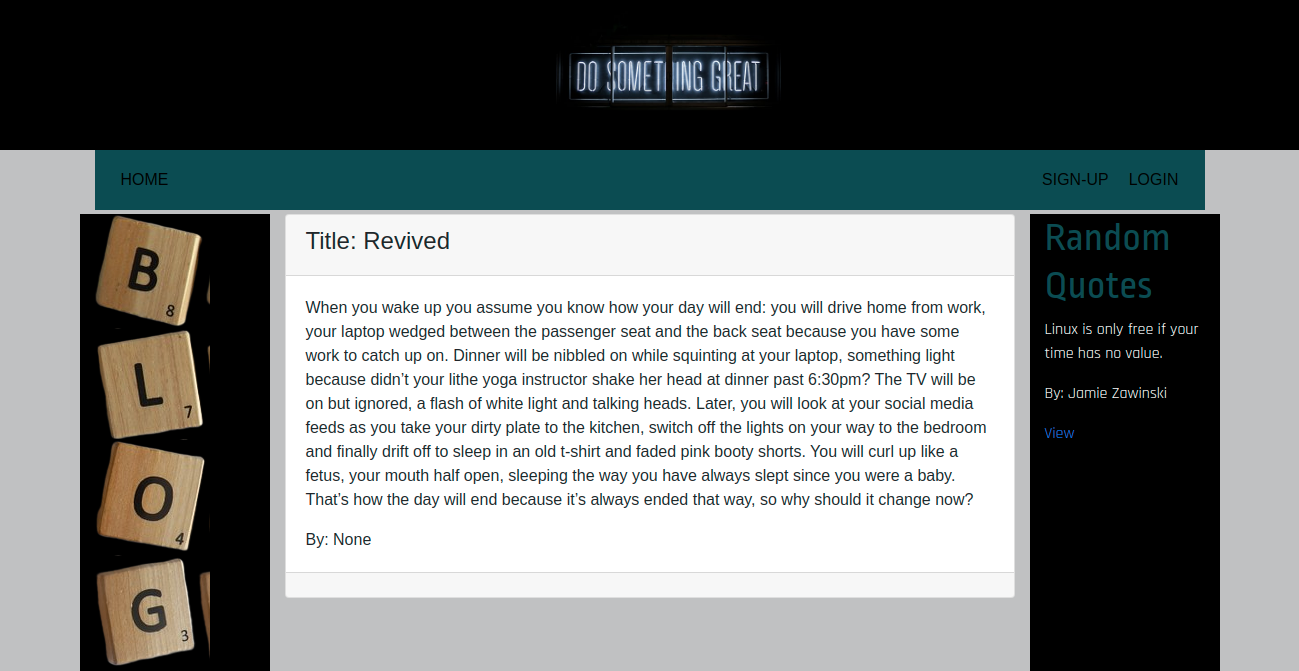 DO SOMETHING GREAT
HOME
SIGN-UP LOGIN
B
8
L
7
O
4
G
3
Title: Revived
When you wake up you assume you know how your day will end: you will drive home from work,
your laptop wedged between the passenger seat and the back seat because you have some
work to catch up on. Dinner will be nibbled on while squinting at your laptop, something light
because didn’t your lithe yoga instructor shake her head at dinner past 6:30pm? The TV will be
on but ignored, a flash of white light and talking heads. Later, you will look at your social media
feeds as you take your dirty plate to the kitchen, switch off the lights on your way to the bedroom
and finally drift off to sleep in an old t-shirt and faded pink booty shorts. You will curl up like a
fetus, your mouth half open, sleeping the way you have always slept since you were a baby.
That’s how the day will end because it’s always ended that way, so why should it change now?
By: None
Random
Quotes
Linux is only free if your
time has no value.
By: Jamie Zawinski
View